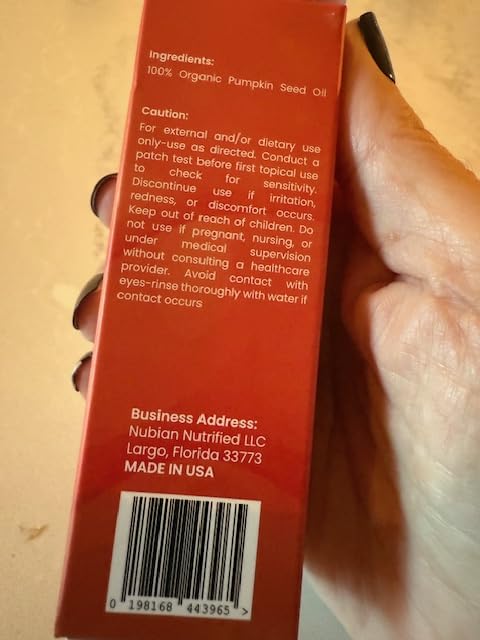 Ingredients:
100% Organic Pumpkin Seed Oil
Caution:
For external and/or dietary use
only-use as directed. Conduct a
patch test before first topical use
to check for sensitivity.
Discontinue use if irritation,
redness, or discomfort occurs.
Keep out of reach of children. Do
not use if pregnant, nursing, or
under medical supervision
without consulting a healthcare
provider. Avoid contact with
eyes-rinse thoroughly with water if
contact occurs
Business Address:
Nubian Nutrified LLC
Largo, Florida 33773
MADE IN USA
0 198168 443965 >